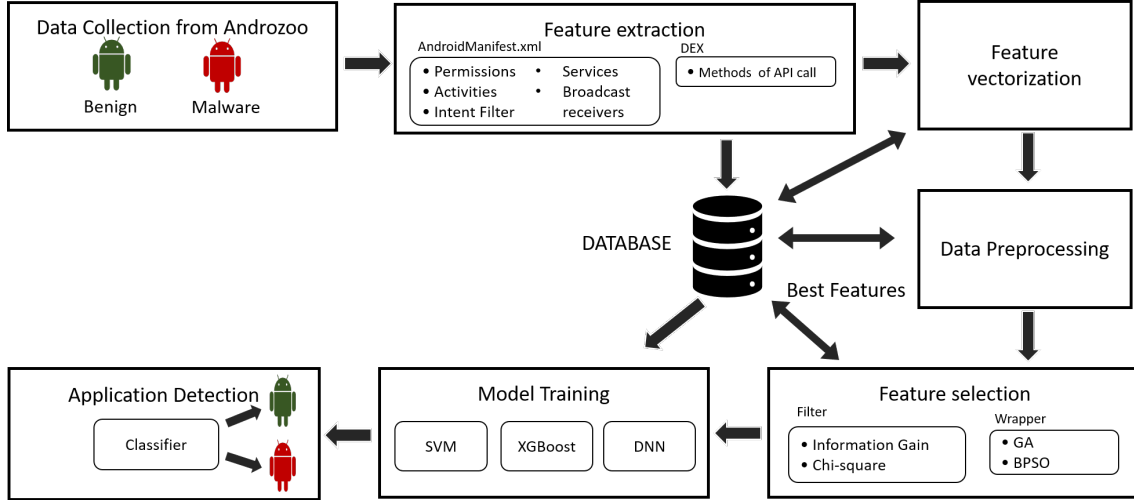 Data Collection from Androzoo
Benign
Malware
Feature extraction
AndroidManifest.xml
• Permissions
• Activities
• Intent Filter
• Services
• Broadcast
receivers
DEX
• Methods of API call
Feature
vectorization
DATABASE
Data Preprocessing
Best Features
Feature selection
Filter
• Information Gain
• Chi-square
Wrapper
• GA
• BPSO
Model Training
SVM
XGBoost
DNN
Application Detection
Classifier